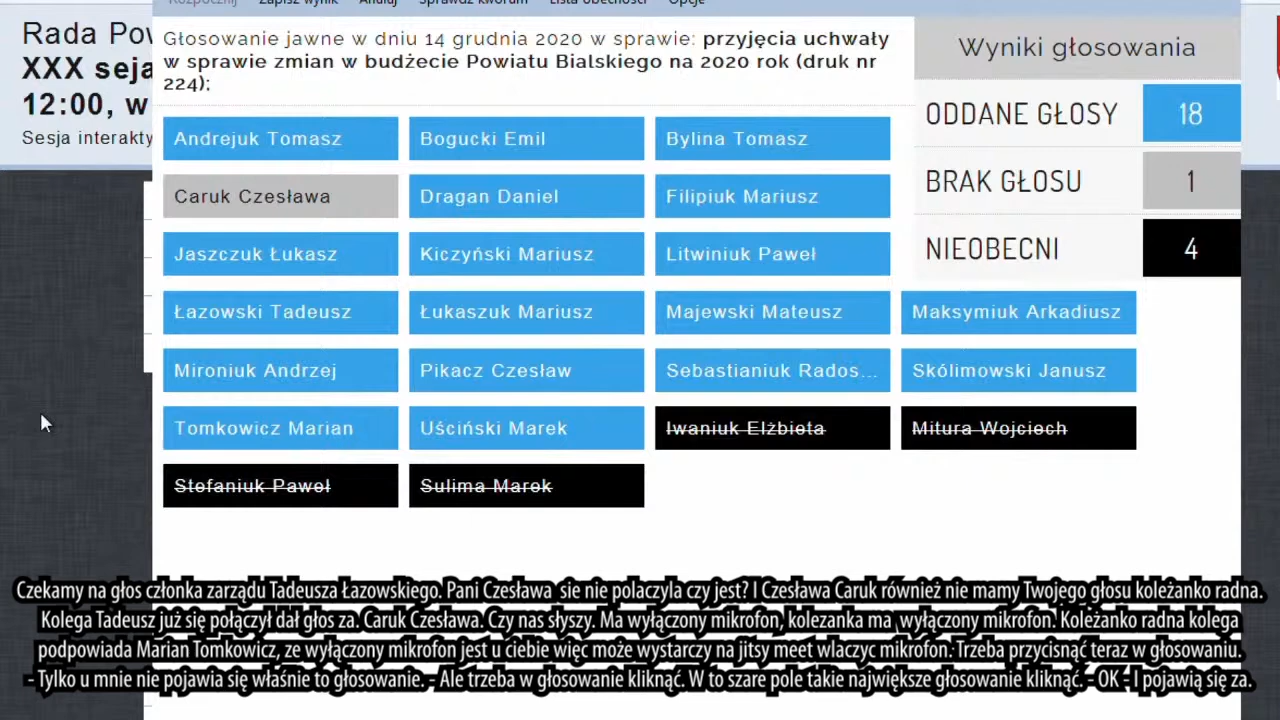 Rozpocznij Zapisz wynik Anuluj Sprawdź kworum Lista obecności Opcje
Rada Pow
XXX sesja
12:00, w
Sesja interakty
Głosowanie jawne w dniu 14 grudnia 2020 w sprawie: przyjęcia uchwały
w sprawie zmian w budżecie Powiatu Bialskiego na 2020 rok (druk nr
224);
Wyniki głosowania
ODDANE GŁOSY 18
BRAK GŁOSU 1
NIEOBECNI 4
Andrejuk Tomasz Bogucki Emil Bylina Tomasz
Caruk Czesława Dragan Daniel Filipiuk Mariusz
Jaszczuk Łukasz Kiczyński Mariusz Litwiniuk Paweł
Łazowski Tadeusz Łukaszuk Mariusz Majewski Mateusz Maksymiuk Arkadiusz
Mironiuk Andrzej Pikacz Czesław Sebastianiuk Rados... Skólimowski Janusz
Tomkowicz Marian Uściński Marek Iwaniuk Elżbieta Mitura Wojciech
Stefaniuk Paweł Sulima Marek
Czekamy na głos członka zarządu Tadeusza Łazowskiego. Pani Czesława sie nie polaczyla czy jest? I Czesława Caruk również nie mamy Twojego głosu koleżanko radna.
Kolega Tadeusz już się połączył dał głos za. Caruk Czesława. Czy nas słyszy. Ma wyłączony mikrofon, kolezanka ma wyłączony mikrofon. Koleżanko radna kolega
podpowiada Marian Tomkowicz, ze wyłączony mikrofon jest u ciebie więc może wystarczy na jitsy meet wlaczyc mikrofon. Trzeba przycisnąć teraz w głosowaniu.
- Tylko u mnie nie pojawia się właśnie to głosowanie. - Ale trzeba w głosowanie kliknąć. W to szare pole takie największe głosowanie kliknąć. - OK - I pojawią się za.